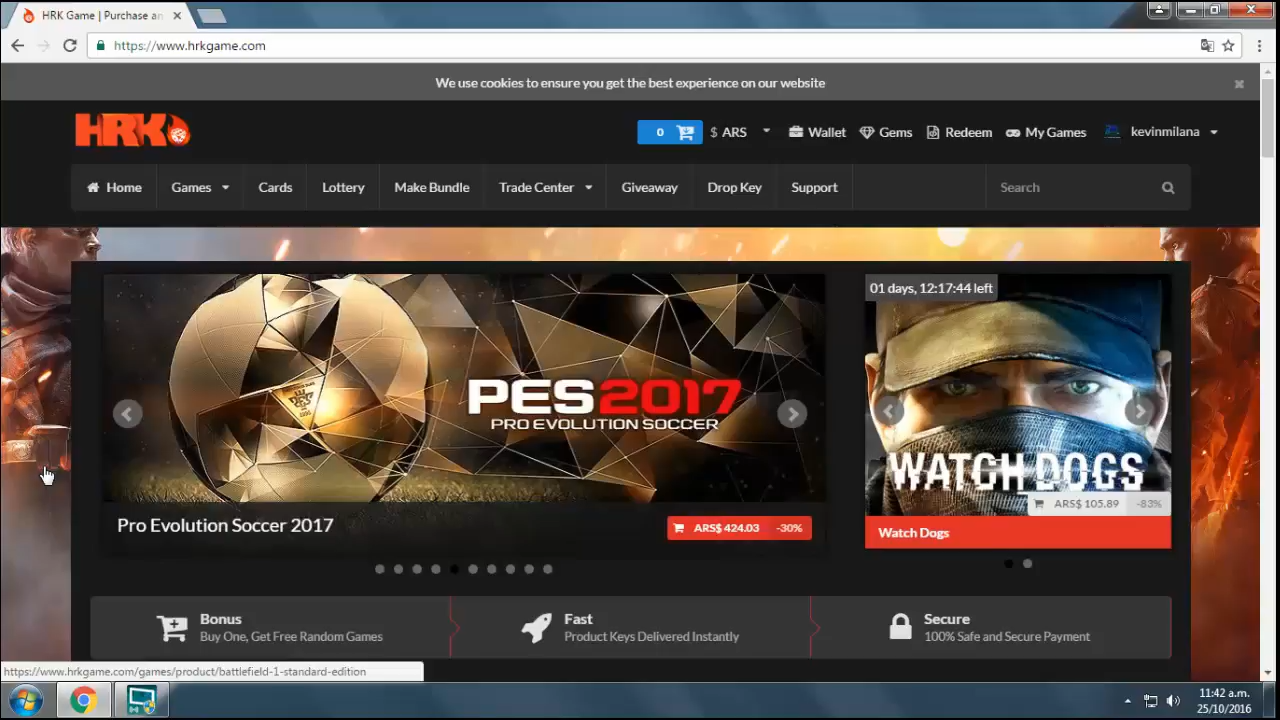 HRK Game | Purchase an
https://www.hrkgame.com
We use cookies to ensure you get the best experience on our website
HRK
0 $ ARS Wallet Gems Redeem My Games kevinmilana
Home Games Cards Lottery Make Bundle Trade Center Giveaway Drop Key Support Search
01 days, 12:17:44 left
PES2017
PRO EVOLUTION SOCCER
WATCH DOGS
ARS$ 105.89 -83%
Pro Evolution Soccer 2017
ARS$ 424.03 -30%
Watch Dogs
Bonus
Buy One, Get Free Random Games
Fast
Product Keys Delivered Instantly
Secure
100% Safe and Secure Payment
https://www.hrkgame.com/games/product/battlefield-1-standard-edition
11:42 a.m.
25/10/2016